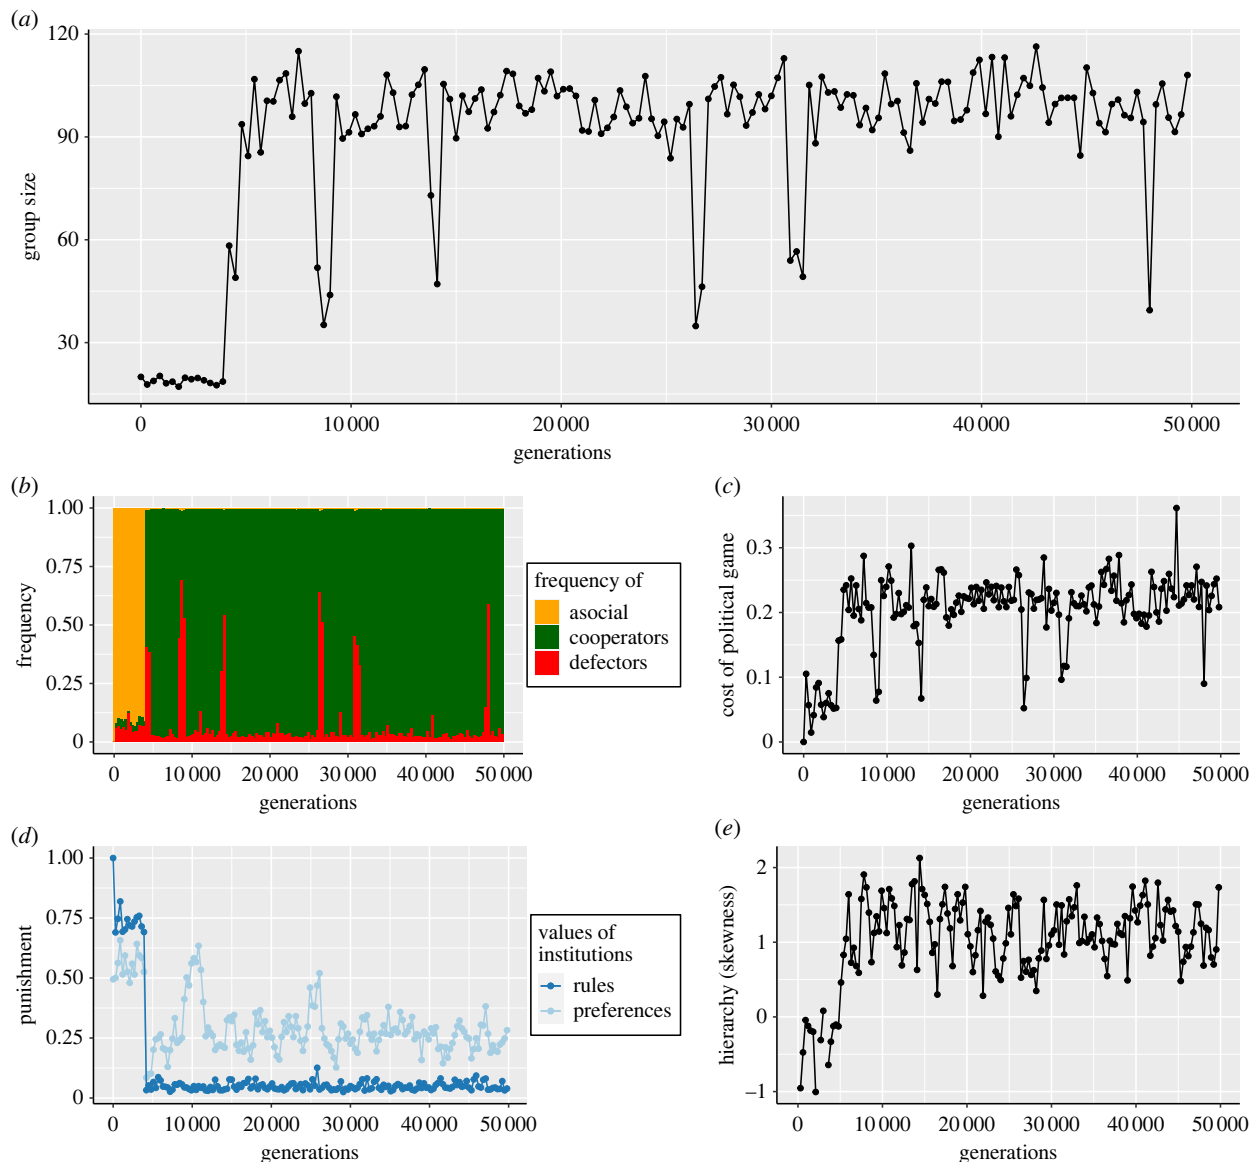 (a)
120
90
60
30
group size
0 10 000 20 000 30 000 40 000 50 000
generations
(b)
1.00
0.75
0.50
0.25
0
frequency
0 10 000 20 000 30 000 40 000 50 000
generations
frequency of
asocial
cooperators
defectors
(c)
0.3
0.2
0.1
0
cost of political game
0 10 000 20 000 30 000 40 000 50 000
generations
(d)
1.00
0.75
0.50
0.25
0
punishment
0 10 000 20 000 30 000 40 000 50 000
generations
values of
institutions
rules
preferences
(e)
2
1
0
−1
hierarchy (skewness)
0 10 000 20 000 30 000 40 000 50 000
generations